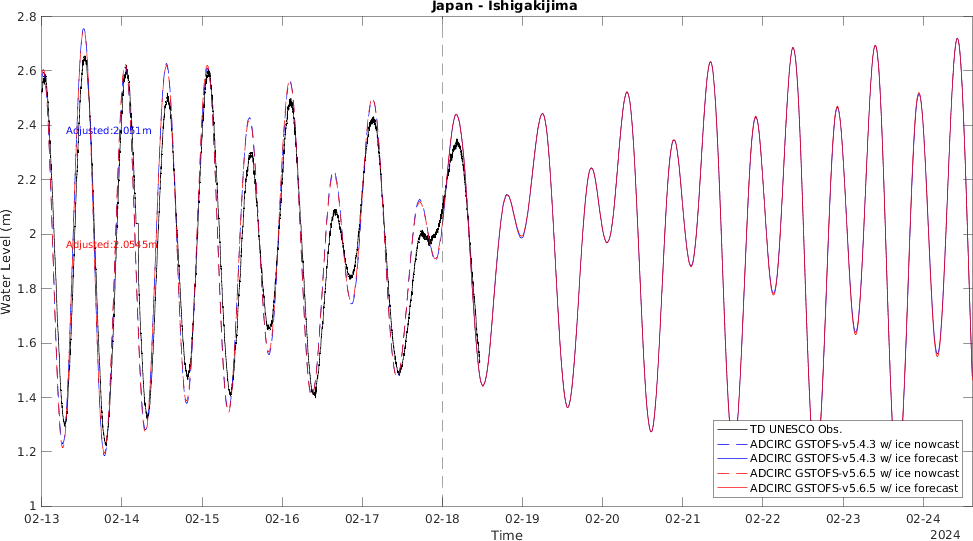 Japan - Ishigakijima
2.8
2.6
2.4
2.2
2
1.8
1.6
1.4
1.2
1
Water Level (m)
Adjusted:2.051m
Adjusted:2.0545m
TD UNESCO Obs.
ADCIRC GSTOFS-v5.4.3 w/ ice nowcast
ADCIRC GSTOFS-v5.4.3 w/ ice forecast
ADCIRC GSTOFS-v5.6.5 w/ ice nowcast
ADCIRC GSTOFS-v5.6.5 w/ ice forecast
02-13 02-14 02-15 02-16 02-17 02-18 02-19 02-20 02-21 02-22 02-23 02-24
Time
2024